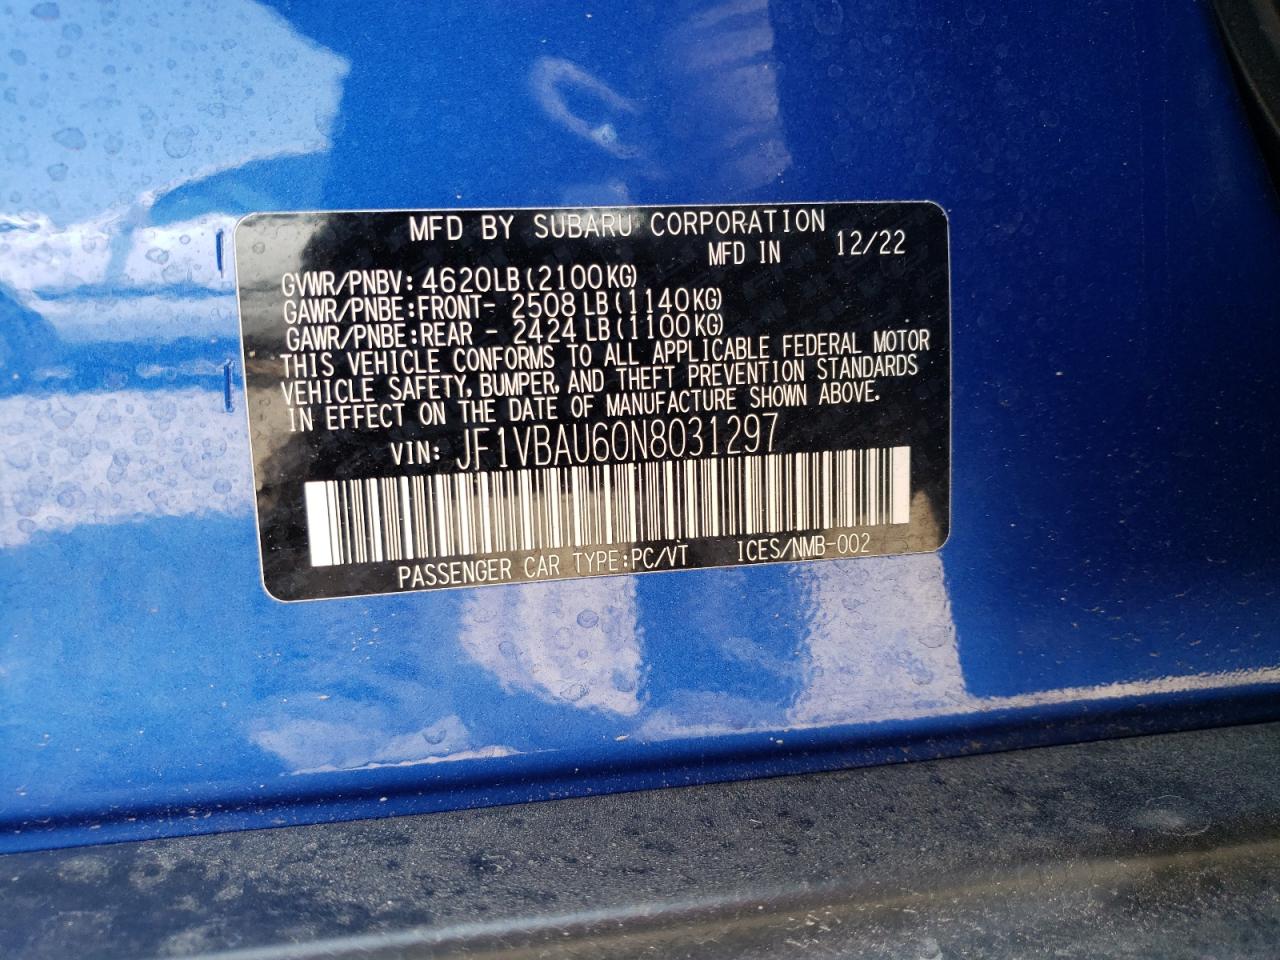 MFD BY SUBARU CORPORATION
MFD IN 12/22
GVWR/PNBV: 4620LB(2100KG)
GAWR/PNBE:FRONT- 2508 LB(1140KG)
GAWR/PNBE:REAR - 2424 LB(1100KG)
THIS VEHICLE CONFORMS TO ALL APPLICABLE FEDERAL MOTOR
VEHICLE SAFETY, BUMPER, AND THEFT PREVENTION STANDARDS
IN EFFECT ON THE DATE OF MANUFACTURE SHOWN ABOVE.
VIN: JF1VBAU60N8031297
PASSENGER CAR TYPE:PC/VT ICES/NMB-002